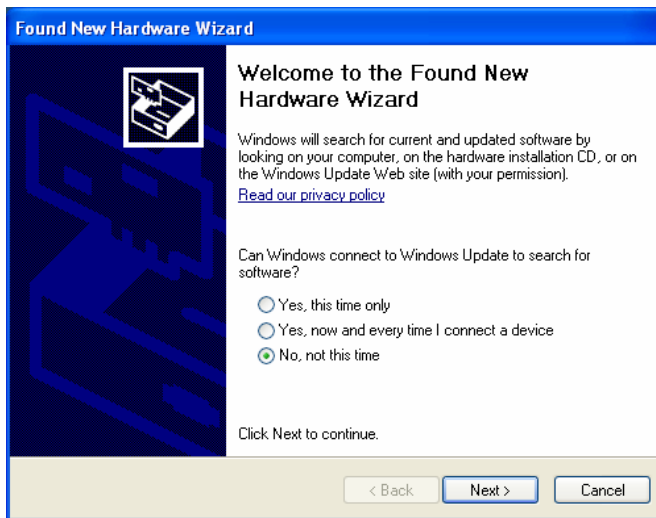 Found New Hardware Wizard
Welcome to the Found New
Hardware Wizard
Windows will search for current and updated software by
looking on your computer, on the hardware installation CD, or on
the Windows Update Web site (with your permission).
Read our privacy policy
Can Windows connect to Windows Update to search for
software?
Yes, this time only
Yes, now and every time I connect a device
No, not this time
Click Next to continue.
< Back Next > Cancel